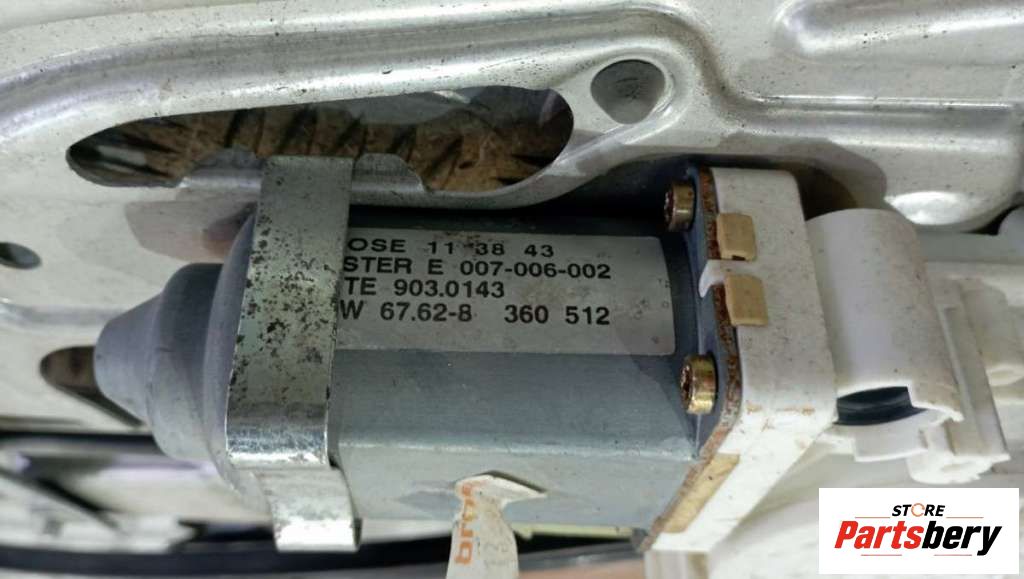 OSE 11 38 43
STER E 007-006-002
TE 903.0143
W 67.62-8 360 512
STORE
Partsbery